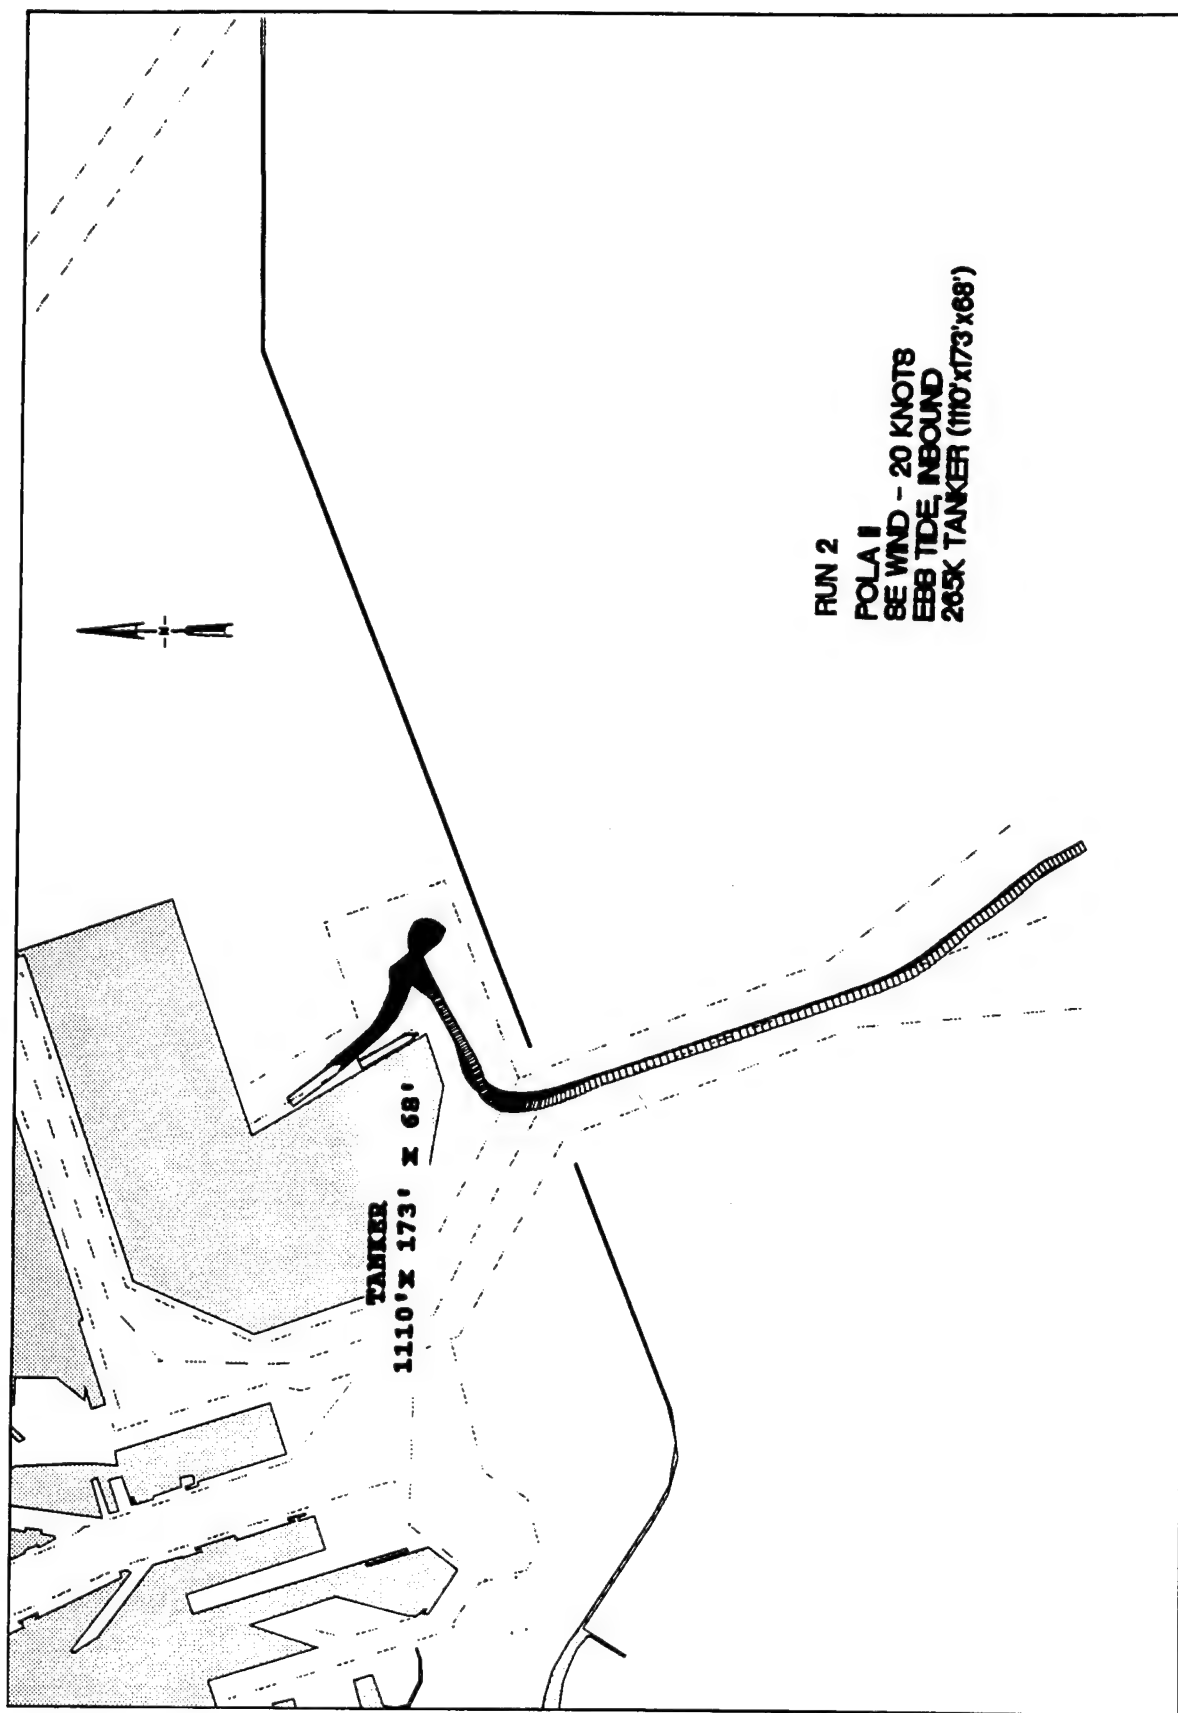 RUN 2
POLA II
SE WIND - 20 KNOTS
EBB TIDE, INBOUND
265K TANKER (1110'x173'x68')
TANKER
1110'X 173' X 68'
N